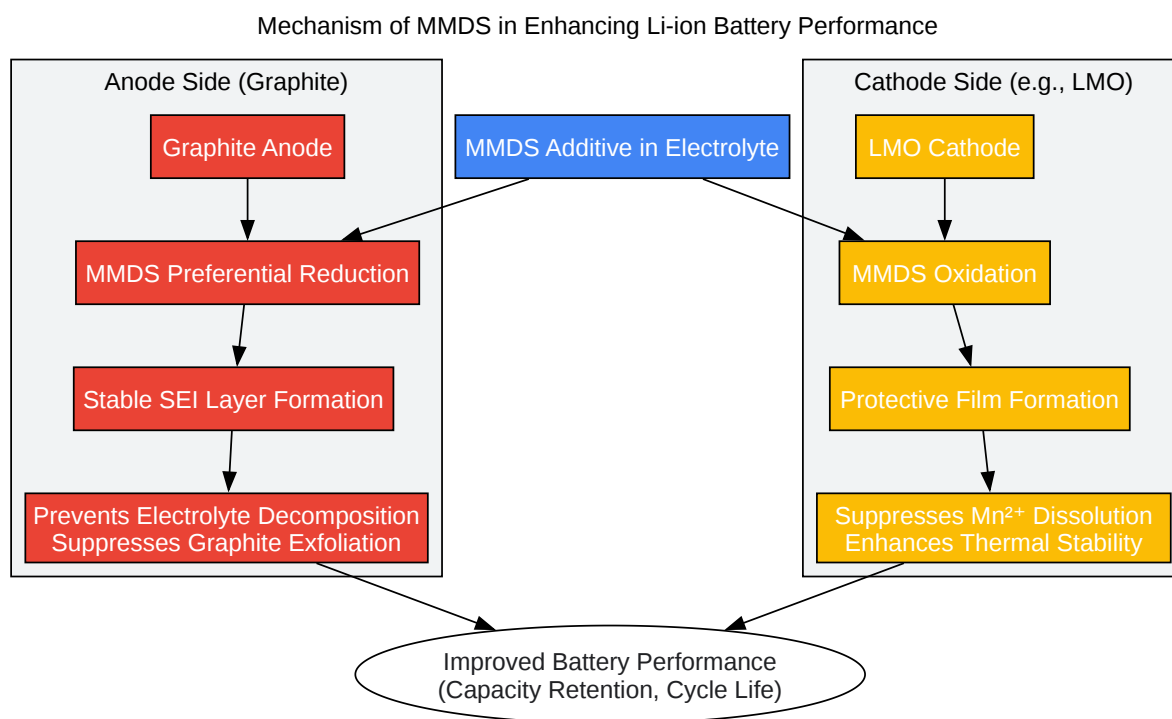 Mechanism of MMDS in Enhancing Li-ion Battery Performance
Anode Side (Graphite)
Graphite Anode
MMDS Preferential Reduction
Stable SEI Layer Formation
Prevents Electrolyte Decomposition
Suppresses Graphite Exfoliation
MMDS Additive in Electrolyte
Cathode Side (e.g., LMO)
LMO Cathode
MMDS Oxidation
Protective Film Formation
Suppresses Mn²⁺ Dissolution
Enhances Thermal Stability
Improved Battery Performance
(Capacity Retention, Cycle Life)